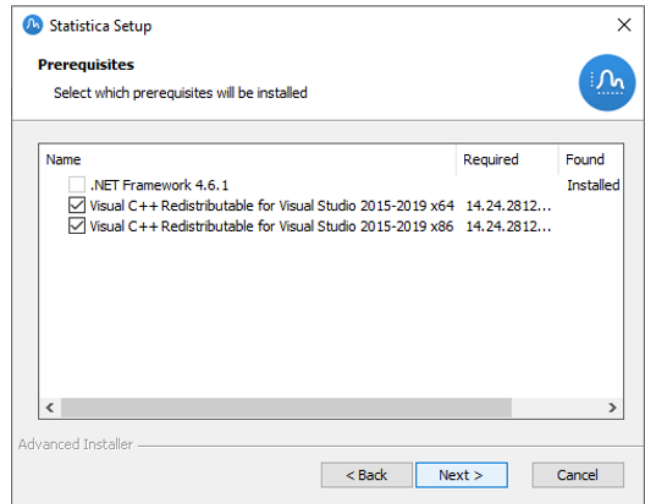 Statistica Setup
Prerequisites
Select which prerequisites will be installed
Name Required Found
.NET Framework 4.6.1 Installed
Visual C++ Redistributable for Visual Studio 2015-2019 x64 14.24.2812...
Visual C++ Redistributable for Visual Studio 2015-2019 x86 14.24.2812...
Advanced Installer
< Back Next > Cancel